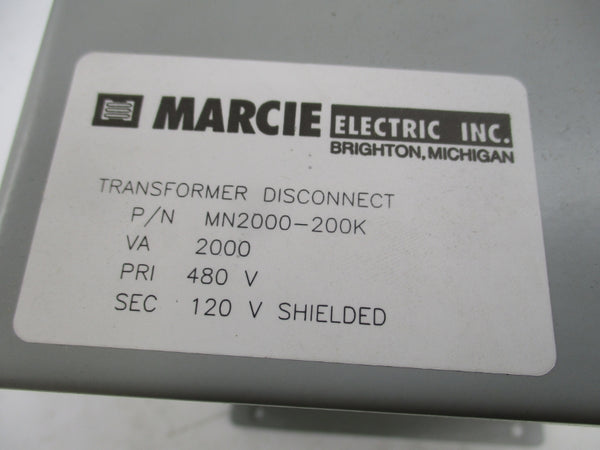 MARCIE ELECTRIC INC.
BRIGHTON, MICHIGAN
TRANSFORMER DISCONNECT
P/N MN2000-200K
VA 2000
PRI 480 V
SEC 120 V SHIELDED